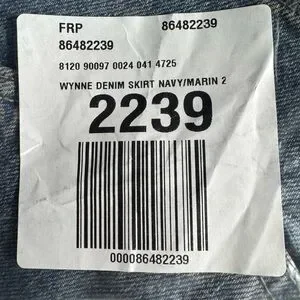 FRP 86482239
86482239
8120 90097 0024 041 4725
WYNNE DENIM SKIRT NAVY/MARIN 2
2239
000086482239